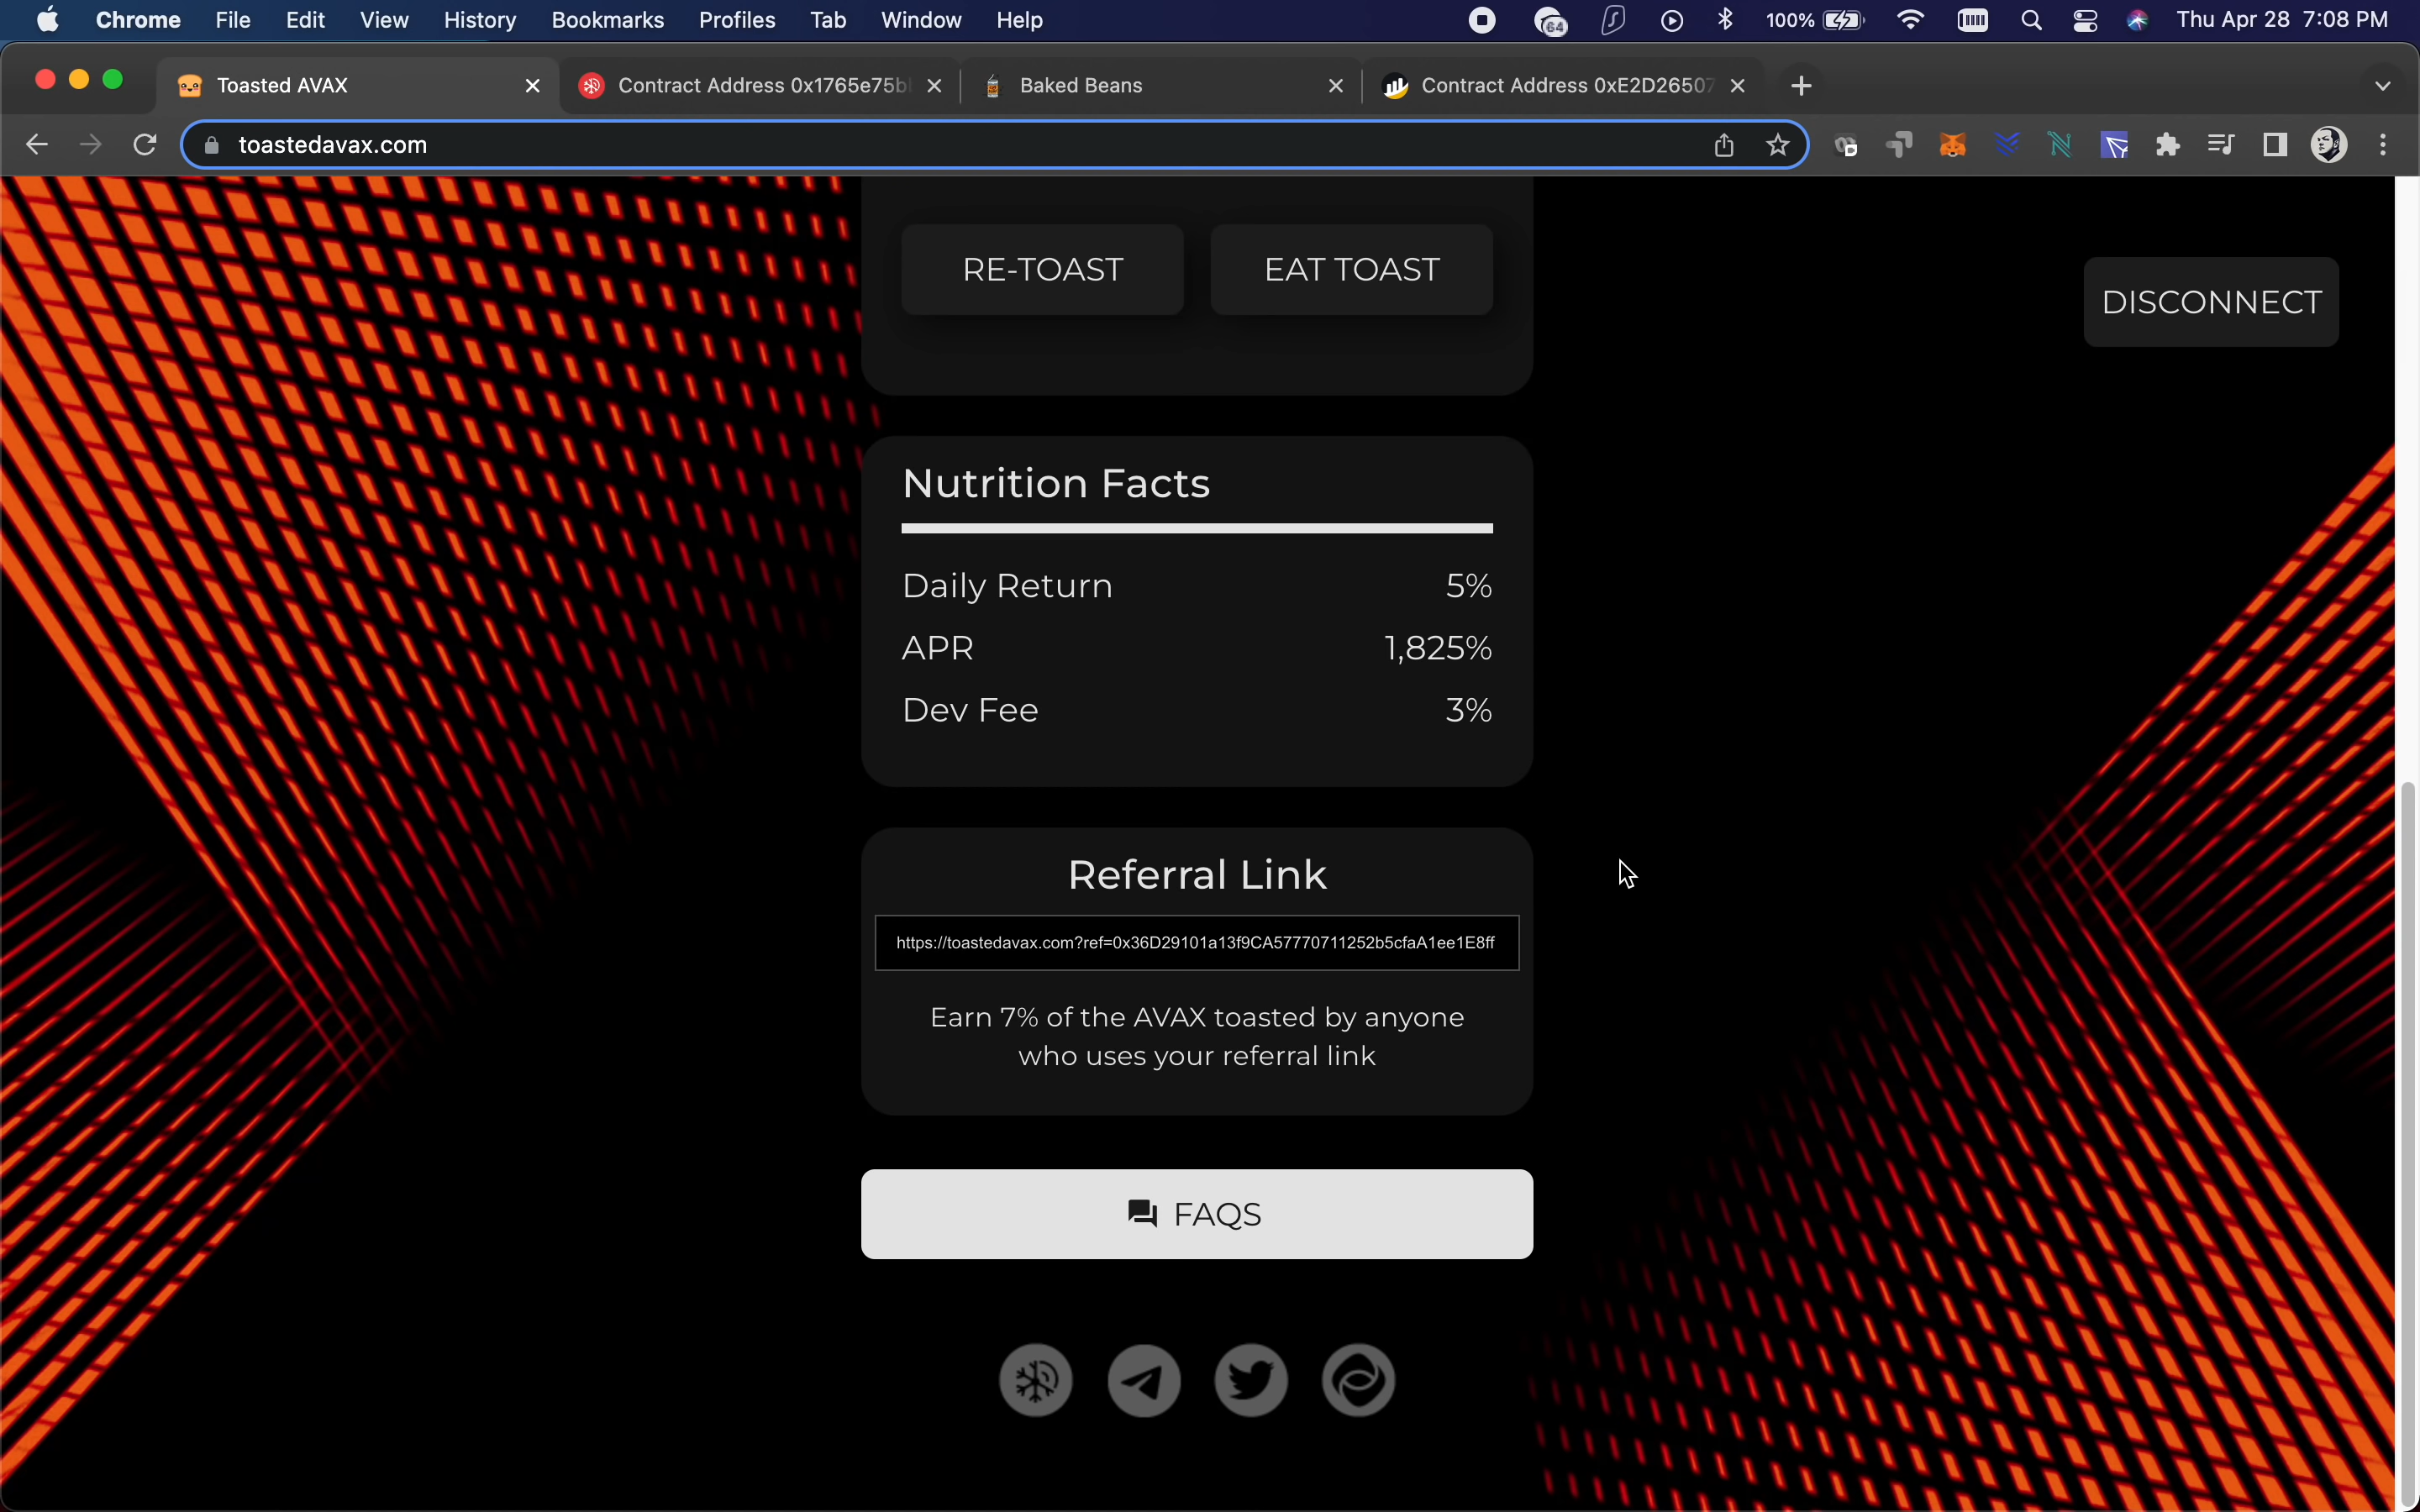 Chrome File Edit View History Bookmarks Profiles Tab Window Help 64 100% Thu Apr 28 7:08 PM
Toasted AVAX Contract Address 0x1765e75b Baked Beans Contract Address 0xE2D26507
toastedavax.com
RE-TOAST EAT TOAST
DISCONNECT
Nutrition Facts
Daily Return 5%
APR 1,825%
Dev Fee 3%
Referral Link
https://toastedavax.com?ref=0x36D29101a13f9CA57770711252b5cfaA1ee1E8ff
Earn 7% of the AVAX toasted by anyone
who uses your referral link
FAQS